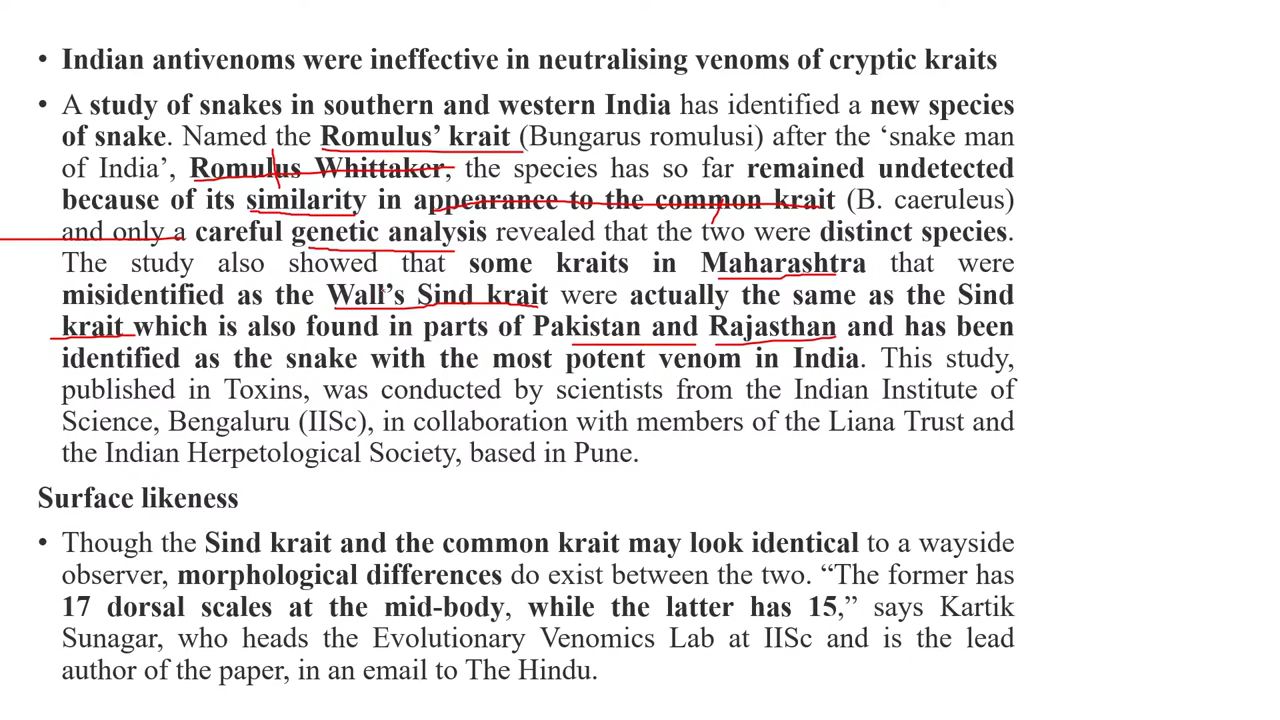 • Indian antivenoms were ineffective in neutralising venoms of cryptic kraits
• A study of snakes in southern and western India has identified a new species
of snake. Named the Romulus’ krait (Bungarus romulusi) after the ‘snake man
of India’, Romulus Whittaker, the species has so far remained undetected
because of its similarity in appearance to the common krait (B. caeruleus)
and only a careful genetic analysis revealed that the two were distinct species.
The study also showed that some kraits in Maharashtra that were
misidentified as the Wall’s Sind krait were actually the same as the Sind
krait which is also found in parts of Pakistan and Rajasthan and has been
identified as the snake with the most potent venom in India. This study,
published in Toxins, was conducted by scientists from the Indian Institute of
Science, Bengaluru (IISc), in collaboration with members of the Liana Trust and
the Indian Herpetological Society, based in Pune.
Surface likeness
• Though the Sind krait and the common krait may look identical to a wayside
observer, morphological differences do exist between the two. “The former has
17 dorsal scales at the mid-body, while the latter has 15,” says Kartik
Sunagar, who heads the Evolutionary Venomics Lab at IISc and is the lead
author of the paper, in an email to The Hindu.